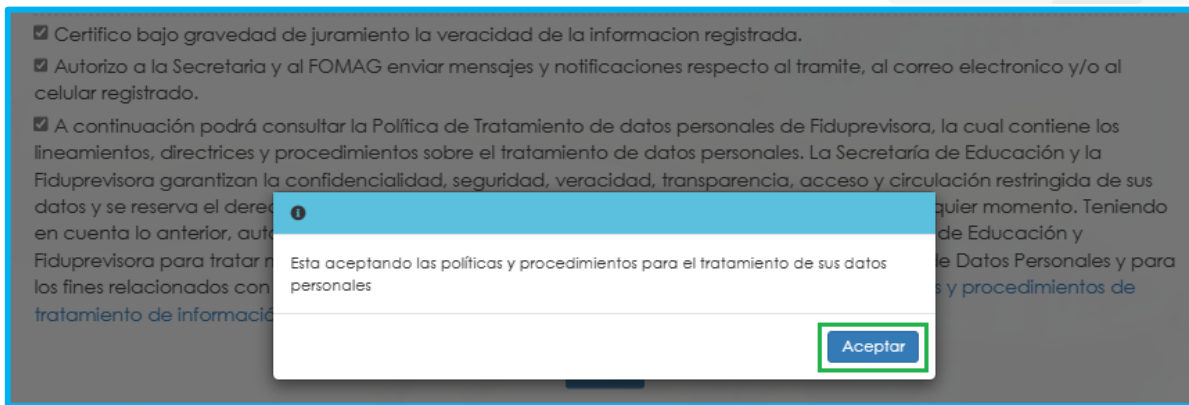 Certifico bajo gravedad de juramiento la veracidad de la informacion registrada.
Autorizo a la Secretaria y al FOMAG enviar mensajes y notificaciones respecto al tramite, al correo electronico y/o al
celular registrado.
A continuación podrá consultar la Política de Tratamiento de datos personales de Fiduprevisora, la cual contiene los
lineamientos, directrices y procedimientos sobre el tratamiento de datos personales. La Secretaría de Educación y la
Fiduprevisora garantizan la confidencialidad, seguridad, veracidad, transparencia, acceso y circulación restringida de sus
datos y se reserva el momento. Teniendo
en cuenta lo anterior, de Educación y
Fiduprevisora para tratar de Datos Personales y para
los fines relacionados con y procedimientos de
tratamiento de
Esta aceptando las políticas y procedimientos para el tratamiento de sus datos
personales
Aceptar